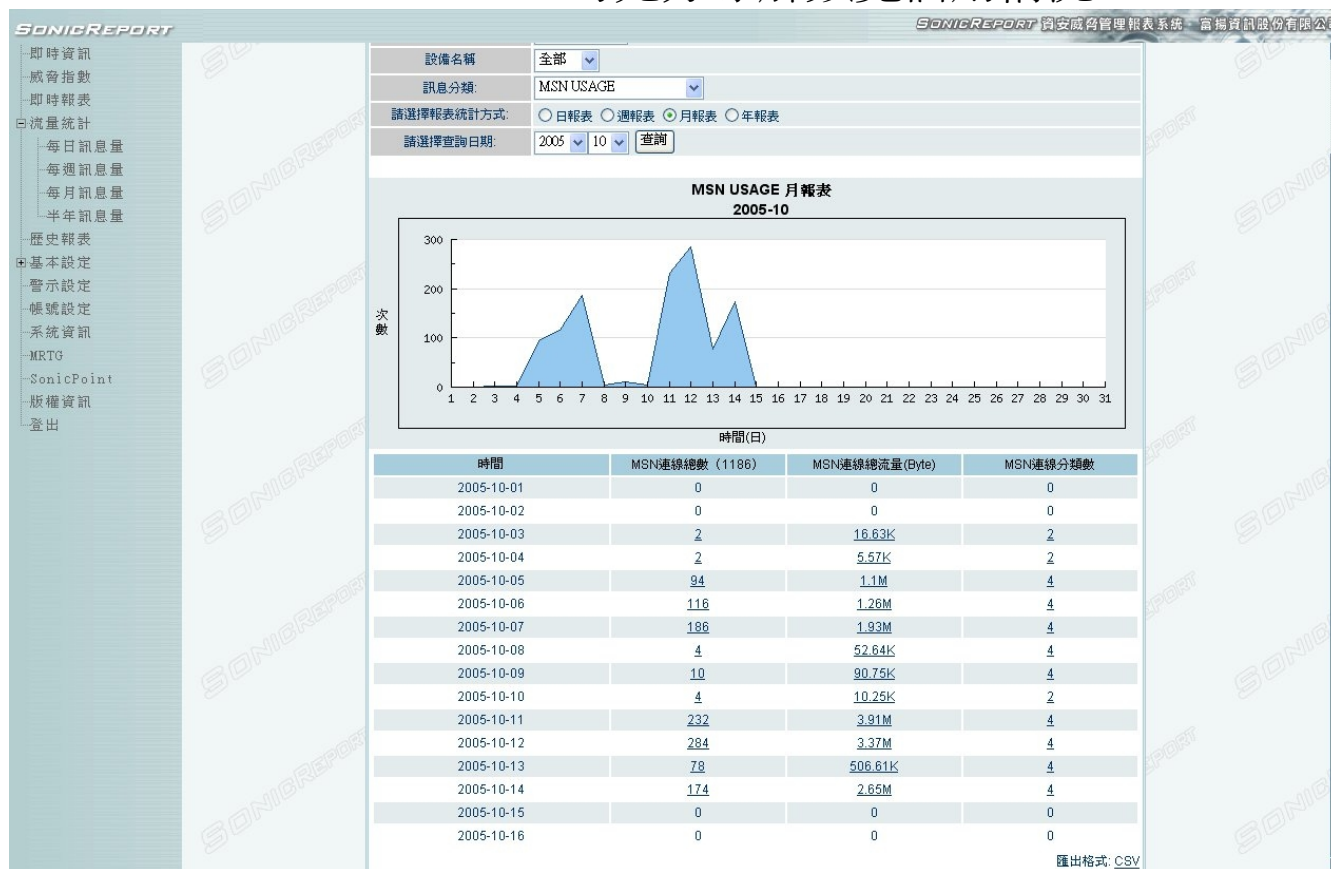 SONICREPORT
SONICREPORT 資安威脅管理報表系統 - 富揚資訊股份有限公
即時資訊
威脅指數
即時報表
流量統計
每日訊息量
每週訊息量
每月訊息量
半年訊息量
歷史報表
基本設定
警示設定
帳號設定
系統資訊
MRTG
SonicPoint
版權資訊
登出
設備名稱 全部
訊息分類: MSN USAGE
請選擇報表統計方式: 日報表 週報表 月報表 年報表
請選擇查詢日期: 2005 10 查詢
MSN USAGE 月報表
2005-10
次數
300
200
100
0
1 2 3 4 5 6 7 8 9 10 11 12 13 14 15 16 17 18 19 20 21 22 23 24 25 26 27 28 29 30 31
時間(日)
時間 MSN連線總數 (1186) MSN連線總流量(Byte) MSN連線分類數
2005-10-01 0 0 0
2005-10-02 0 0 0
2005-10-03 2 16.63K 2
2005-10-04 2 5.57K 2
2005-10-05 94 1.1M 4
2005-10-06 116 1.26M 4
2005-10-07 186 1.93M 4
2005-10-08 4 52.64K 4
2005-10-09 10 90.75K 4
2005-10-10 4 10.25K 2
2005-10-11 232 3.91M 4
2005-10-12 284 3.37M 4
2005-10-13 78 506.61K 4
2005-10-14 174 2.65M 4
2005-10-15 0 0 0
2005-10-16 0 0 0
匯出格式: CSV